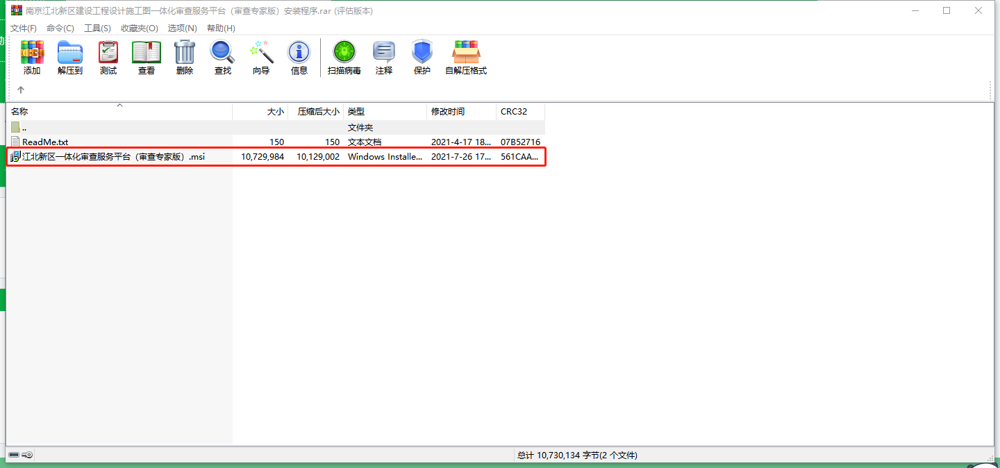 南京江北新区建设工程设计施工图一体化审查服务平台（审查专家版）安装程序.rar (评估版本)
文件(F) 命令(C) 工具(S) 收藏夹(O) 选项(N) 帮助(H)
添加 解压到 测试 查看 删除 查找 向导 信息 扫描病毒 注释 保护 自解压格式
名称 大小 压缩后大小 类型 修改时间 CRC32
.. 文件夹
ReadMe.txt 150 150 文本文档 2021-4-17 18... 07B52716
江北新区一体化审查服务平台（审查专家版）.msi 10,729,984 10,129,002 Windows Installe... 2021-7-26 17... 561CAA...
总计 10,730,134 字节(2 个文件)